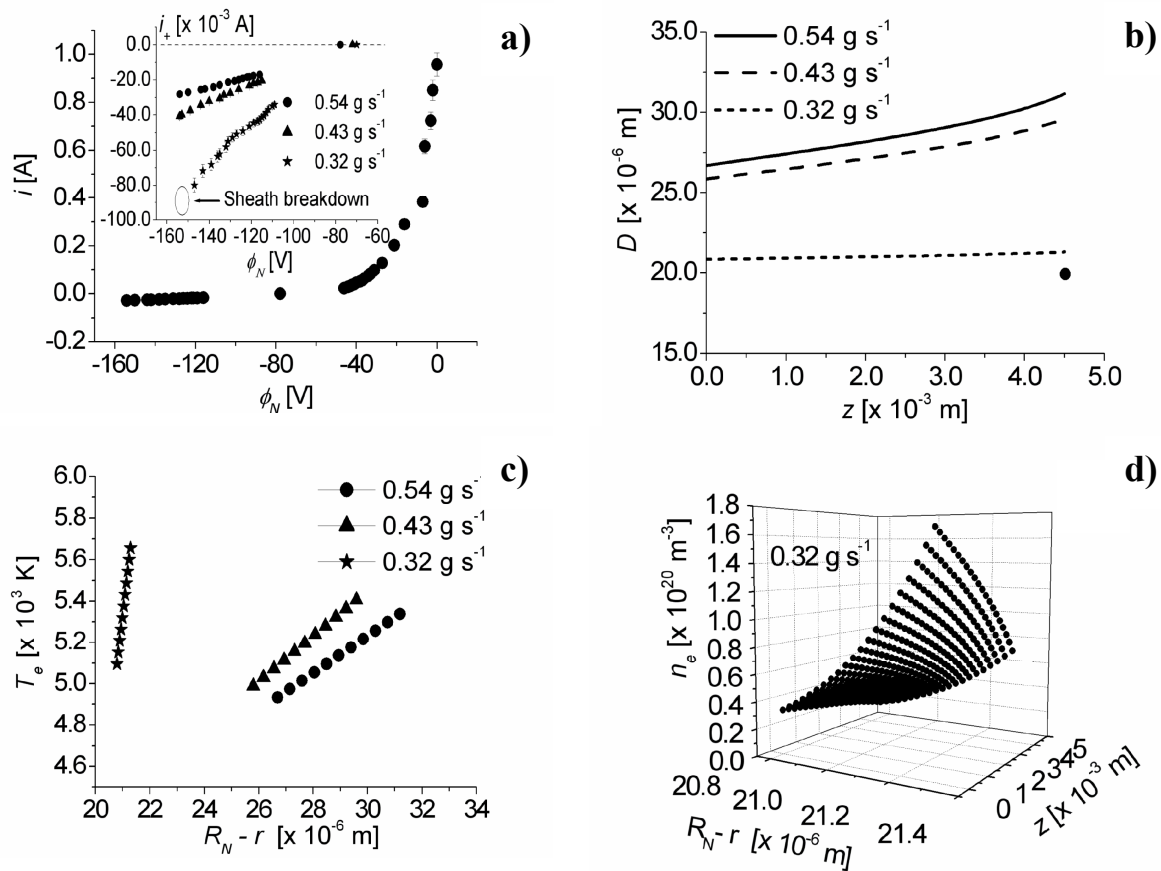 a)
i₊ [x 10⁻³ A]
0.0
-20.0
-40.0
-60.0
-80.0
-100.0
-160 -140 -120 -100 -80 -60
ϕN [V]
0.54 g s⁻¹
0.43 g s⁻¹
0.32 g s⁻¹
Sheath breakdown
i [A]
1.0
0.8
0.6
0.4
0.2
0.0
-0.2
-160 -120 -80 -40 0
ϕN [V]
b)
0.54 g s⁻¹
0.43 g s⁻¹
0.32 g s⁻¹
D [x 10⁻⁶ m]
35.0
30.0
25.0
20.0
15.0
0.0 1.0 2.0 3.0 4.0 5.0
z [x 10⁻³ m]
c)
0.54 g s⁻
0.43 g s⁻¹
0.32 g s⁻¹
Te [x 10³ K]
6.0
5.8
5.6
5.4
5.2
5.0
4.8
4.6
20 22 24 26 28 30 32 34
RN - r [x 10⁻⁶ m]
d)
0.32 g s⁻¹
ne [x 10²⁰ m⁻³]
1.8
1.6
1.4
1.2
1.0
0.8
0.6
0.4
0.2
0.0
20.8 21.0 21.2 21.4
RN - r [x 10⁻⁶ m]
0 1 2 3 4 5
z [x 10⁻³ m]